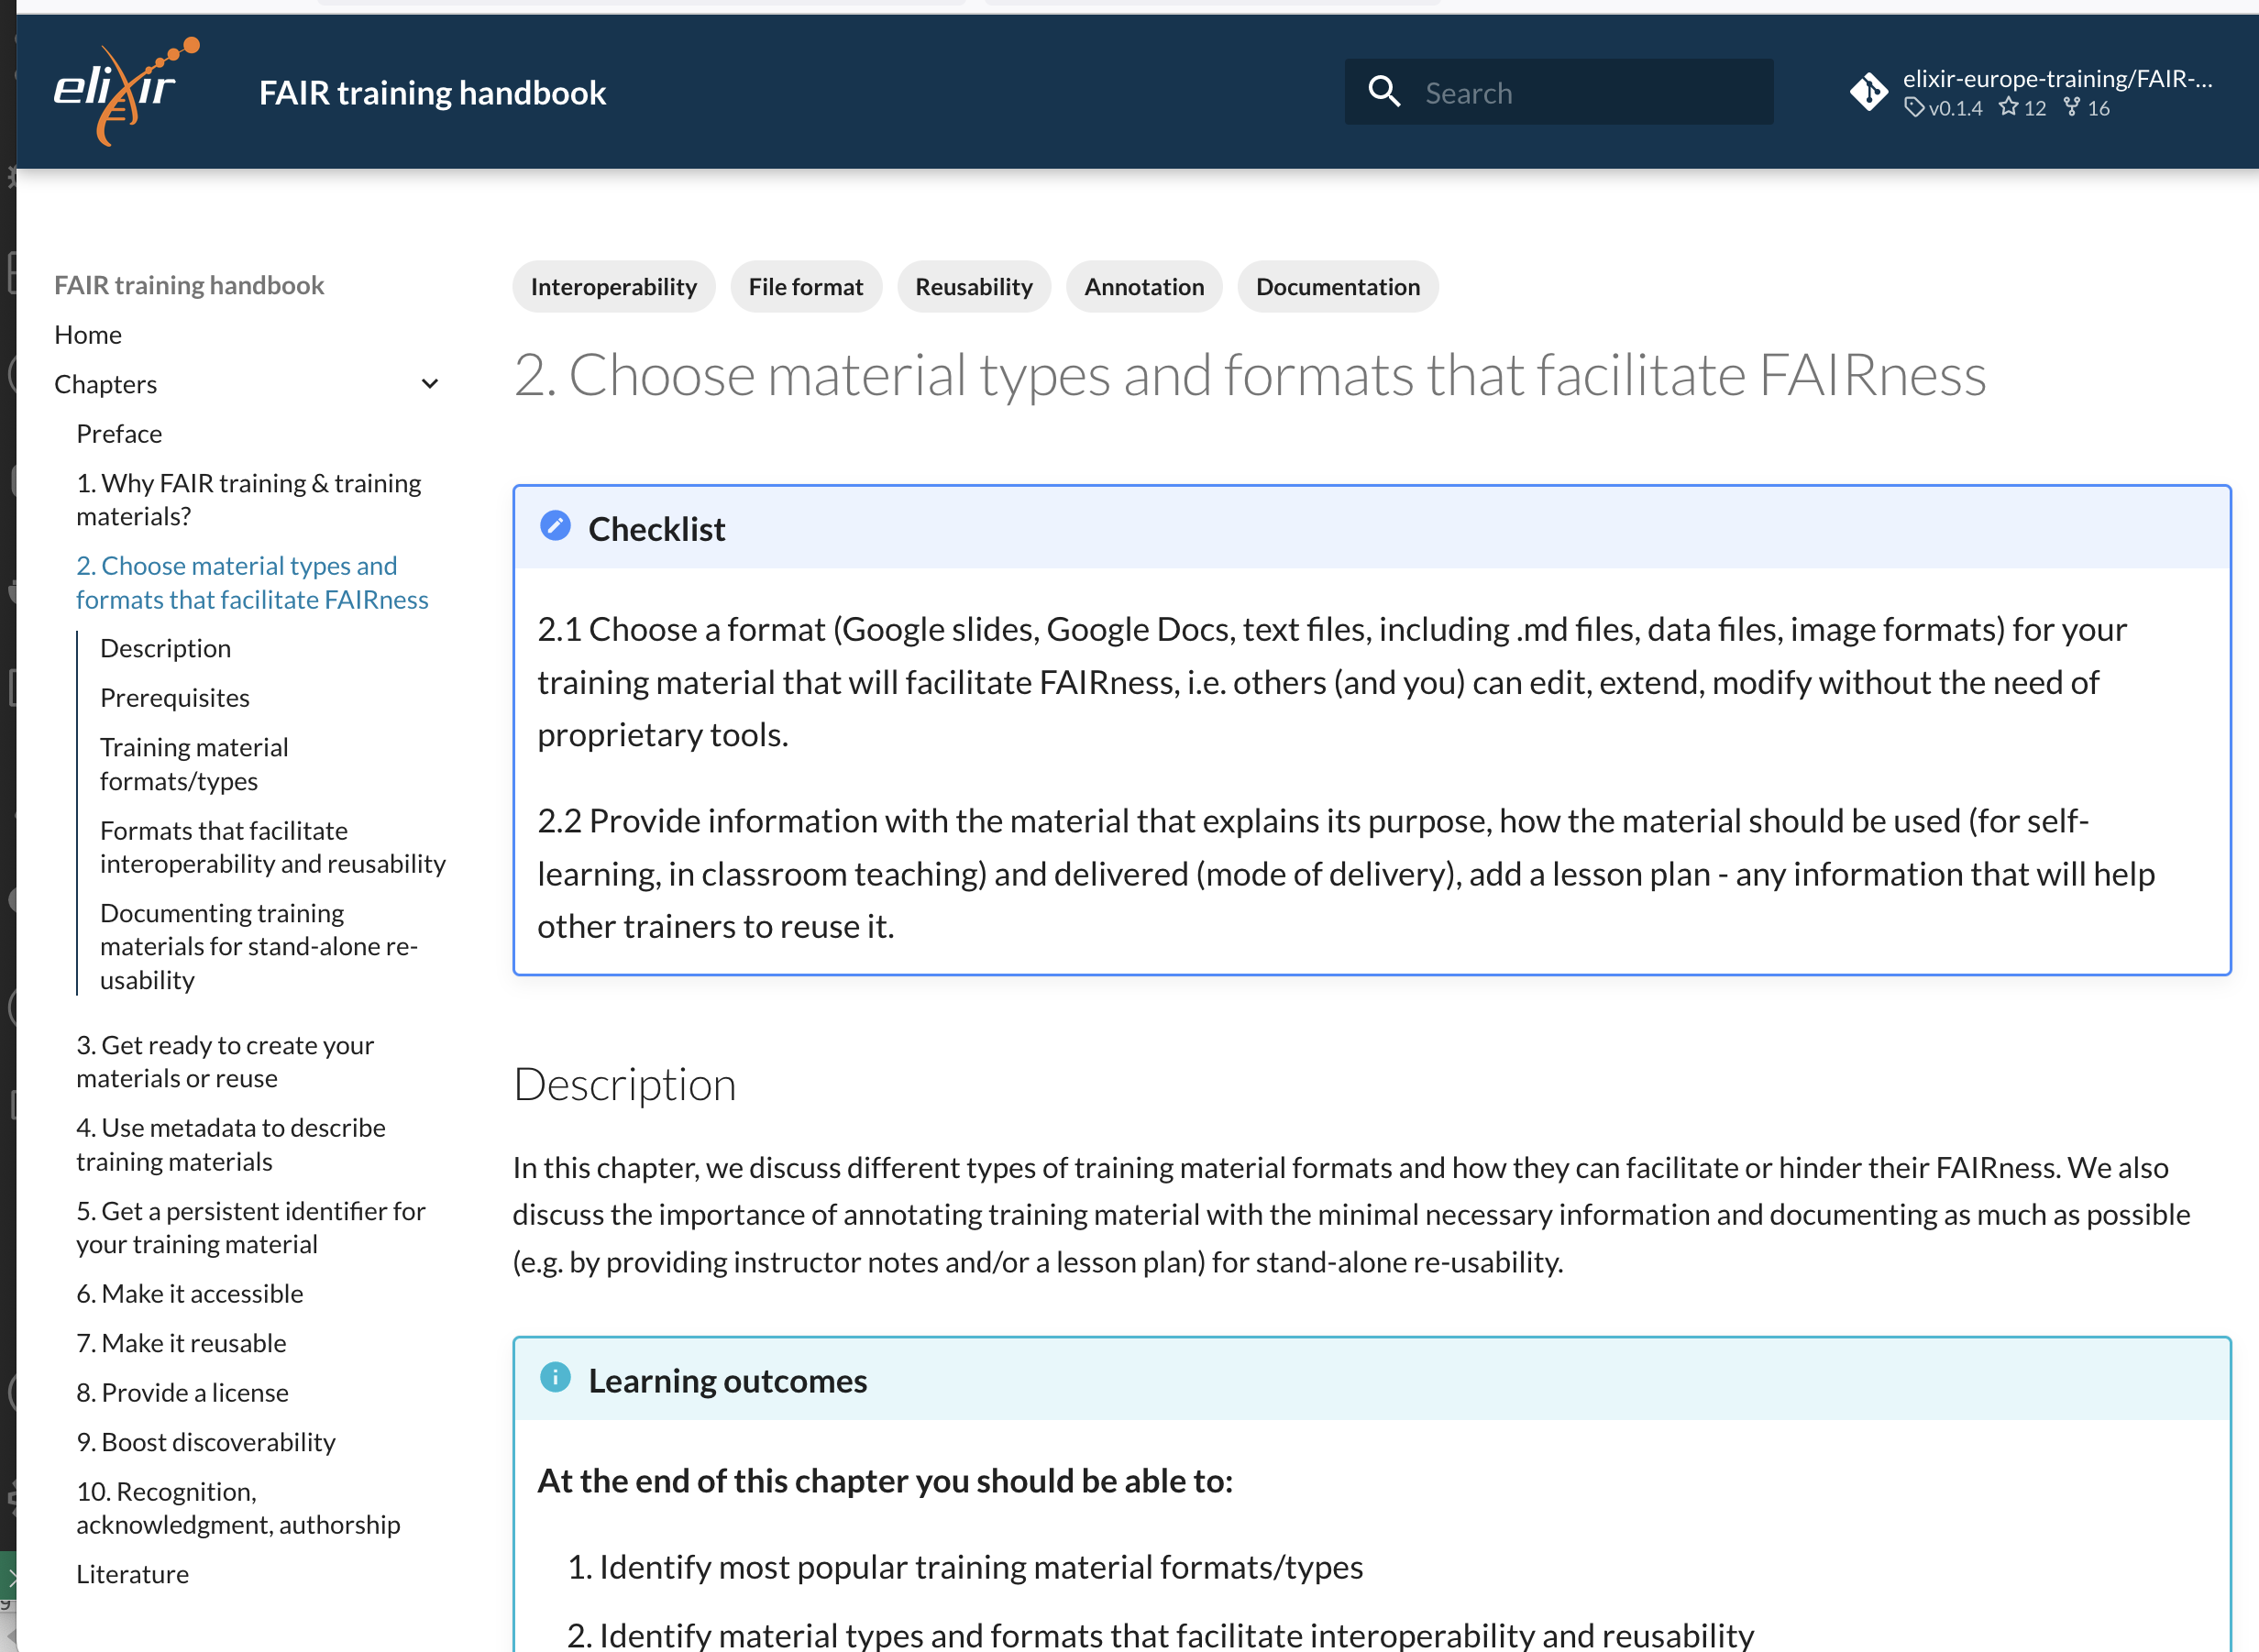 elixir
FAIR training handbook
Search
elixir-europe-training/FAIR-...
v0.1.4 12 16
FAIR training handbook
Home
Chapters
Preface
1. Why FAIR training & training
materials?
2. Choose material types and
formats that facilitate FAIRness
Description
Prerequisites
Training material
formats/types
Formats that facilitate
interoperability and reusability
Documenting training
materials for stand-alone re-
usability
3. Get ready to create your
materials or reuse
4. Use metadata to describe
training materials
5. Get a persistent identifier for
your training material
6. Make it accessible
7. Make it reusable
8. Provide a license
9. Boost discoverability
10. Recognition,
acknowledgment, authorship
Literature
Interoperability File format Reusability Annotation Documentation
2. Choose material types and formats that facilitate FAIRness
Checklist
2.1 Choose a format (Google slides, Google Docs, text files, including .md files, data files, image formats) for your
training material that will facilitate FAIRness, i.e. others (and you) can edit, extend, modify without the need of
proprietary tools.
2.2 Provide information with the material that explains its purpose, how the material should be used (for self-
learning, in classroom teaching) and delivered (mode of delivery), add a lesson plan - any information that will help
other trainers to reuse it.
Description
In this chapter, we discuss different types of training material formats and how they can facilitate or hinder their FAIRness. We also
discuss the importance of annotating training material with the minimal necessary information and documenting as much as possible
(e.g. by providing instructor notes and/or a lesson plan) for stand-alone re-usability.
Learning outcomes
At the end of this chapter you should be able to:
1. Identify most popular training material formats/types
2. Identify material types and formats that facilitate interoperability and reusability